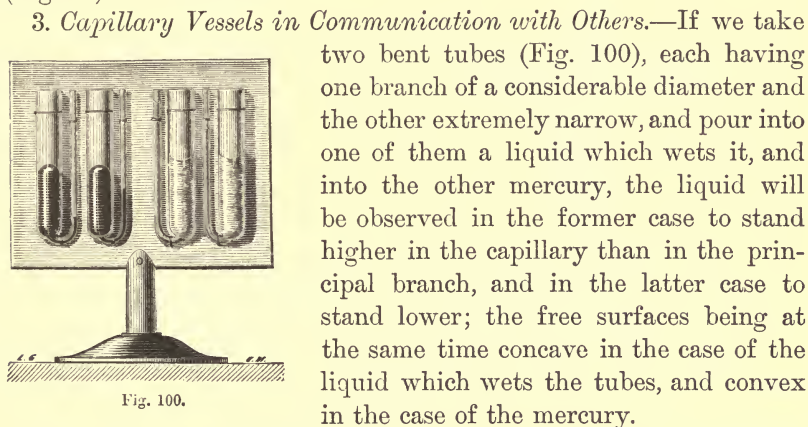 3. Capillary Vessels in Communication with Others.—If we take
two bent tubes (Fig. 100), each having
one branch of a considerable diameter and
the other extremely narrow, and pour into
one of them a liquid which wets it, and
into the other mercury, the liquid will
be observed in the former case to stand
higher in the capillary than in the prin-
cipal branch, and in the latter case to
stand lower; the free surfaces being at
the same time concave in the case of the
liquid which wets the tubes, and convex
in the case of the mercury.
Fig. 100.